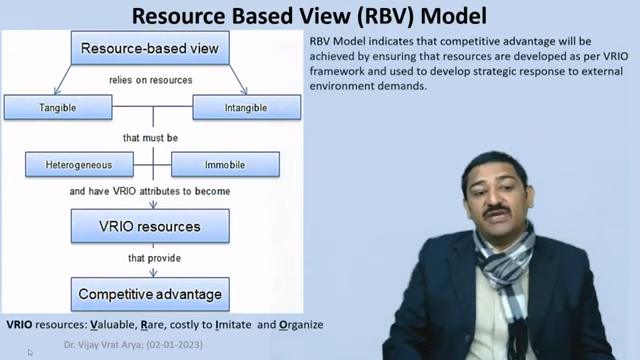 Resource Based View (RBV) Model
Resource-based view
relies on resources
Tangible
Intangible
that must be
Heterogeneous
Immobile
and have VRIO attributes to become
VRIO resources
that provide
Competitive advantage
VRIO resources: Valuable, Rare, costly to Imitate and Organize
Dr. Vijay Vrat Arya; (02-01-2023)
RBV Model indicates that competitive advantage will be
achieved by ensuring that resources are developed as per VRIO
framework and used to develop strategic response to external
environment demands.